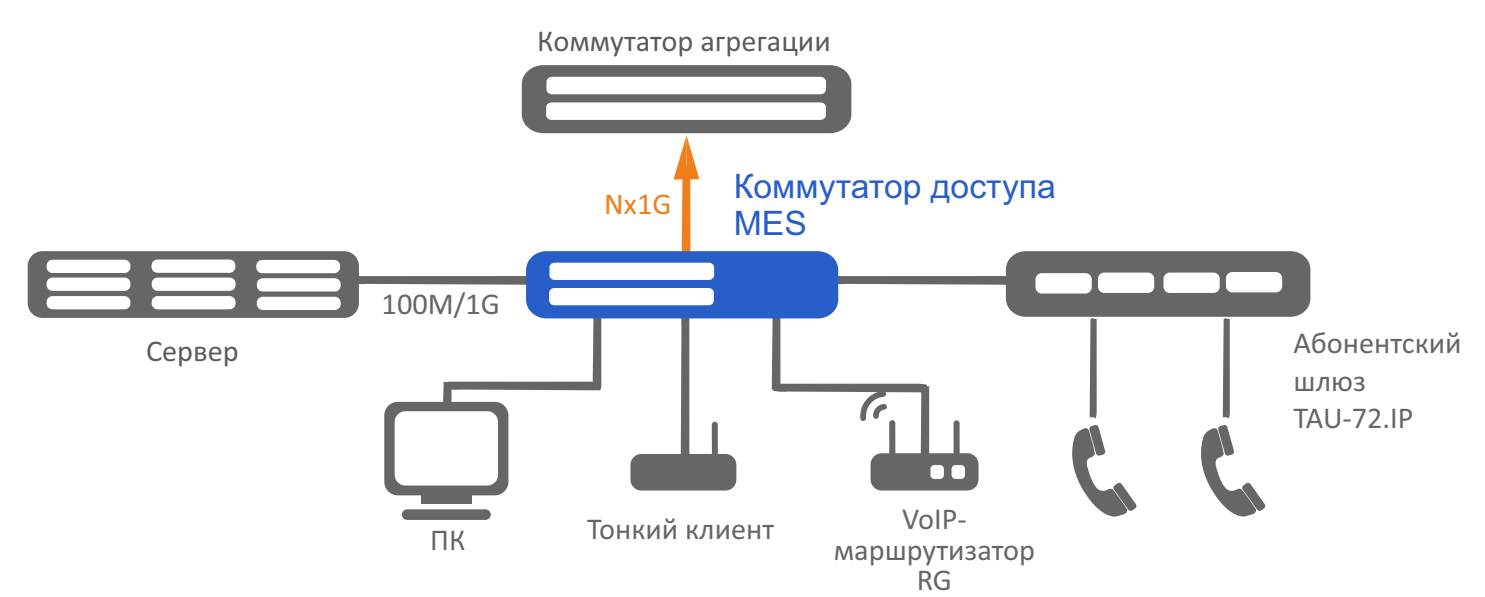 Коммутатор агрегации
Nx1G
Коммутатор доступа
MES
100M/1G
Сервер
Абонентский
шлюз
TAU-72.IP
ПК
Тонкий клиент
VoIP-
маршрутизатор
RG